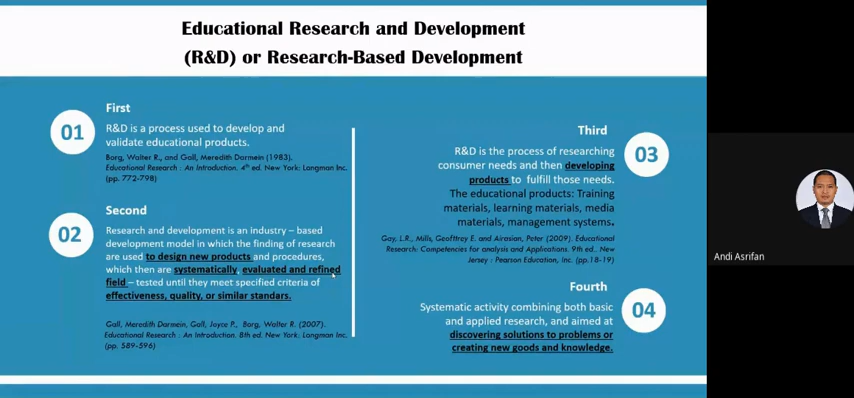 Educational Research and Development
(R&D) or Research-Based Development
01
First
R&D is a process used to develop and
validate educational products.
Borg, Walter R., and Gall, Meredith Darmein (1983).
Educational Research : An Introduction. 4th ed. New York: Langman Inc.
(pp. 772-798)
02
Second
Research and development is an industry – based
development model in which the finding of research
are used to design new products and procedures,
which then are systematically, evaluated and refined
field – tested until they meet specified criteria of
effectiveness, quality, or similar standars.
Gall, Meredith Darmein, Gall, Joyce P., Borg, Walter R. (2007).
Educational Research : An Introduction. 8th ed. New York: Langman Inc.
(pp. 589-596)
Third
03
R&D is the process of researching
consumer needs and then developing
products to fulfill those needs.
The educational products: Training
materials, learning materials, media
materials, management systems.
Gay, L.R., Mills, Geofftrey E. and Airasian, Peter (2009). Educational
Research: Competencies for analysis and Applications. 9th ed.. New
Jersey : Pearson Education, Inc. (pp.18-19)
Fourth
04
Systematic activity combining both basic
and applied research, and aimed at
discovering solutions to problems or
creating new goods and knowledge.
Andi Asrifan